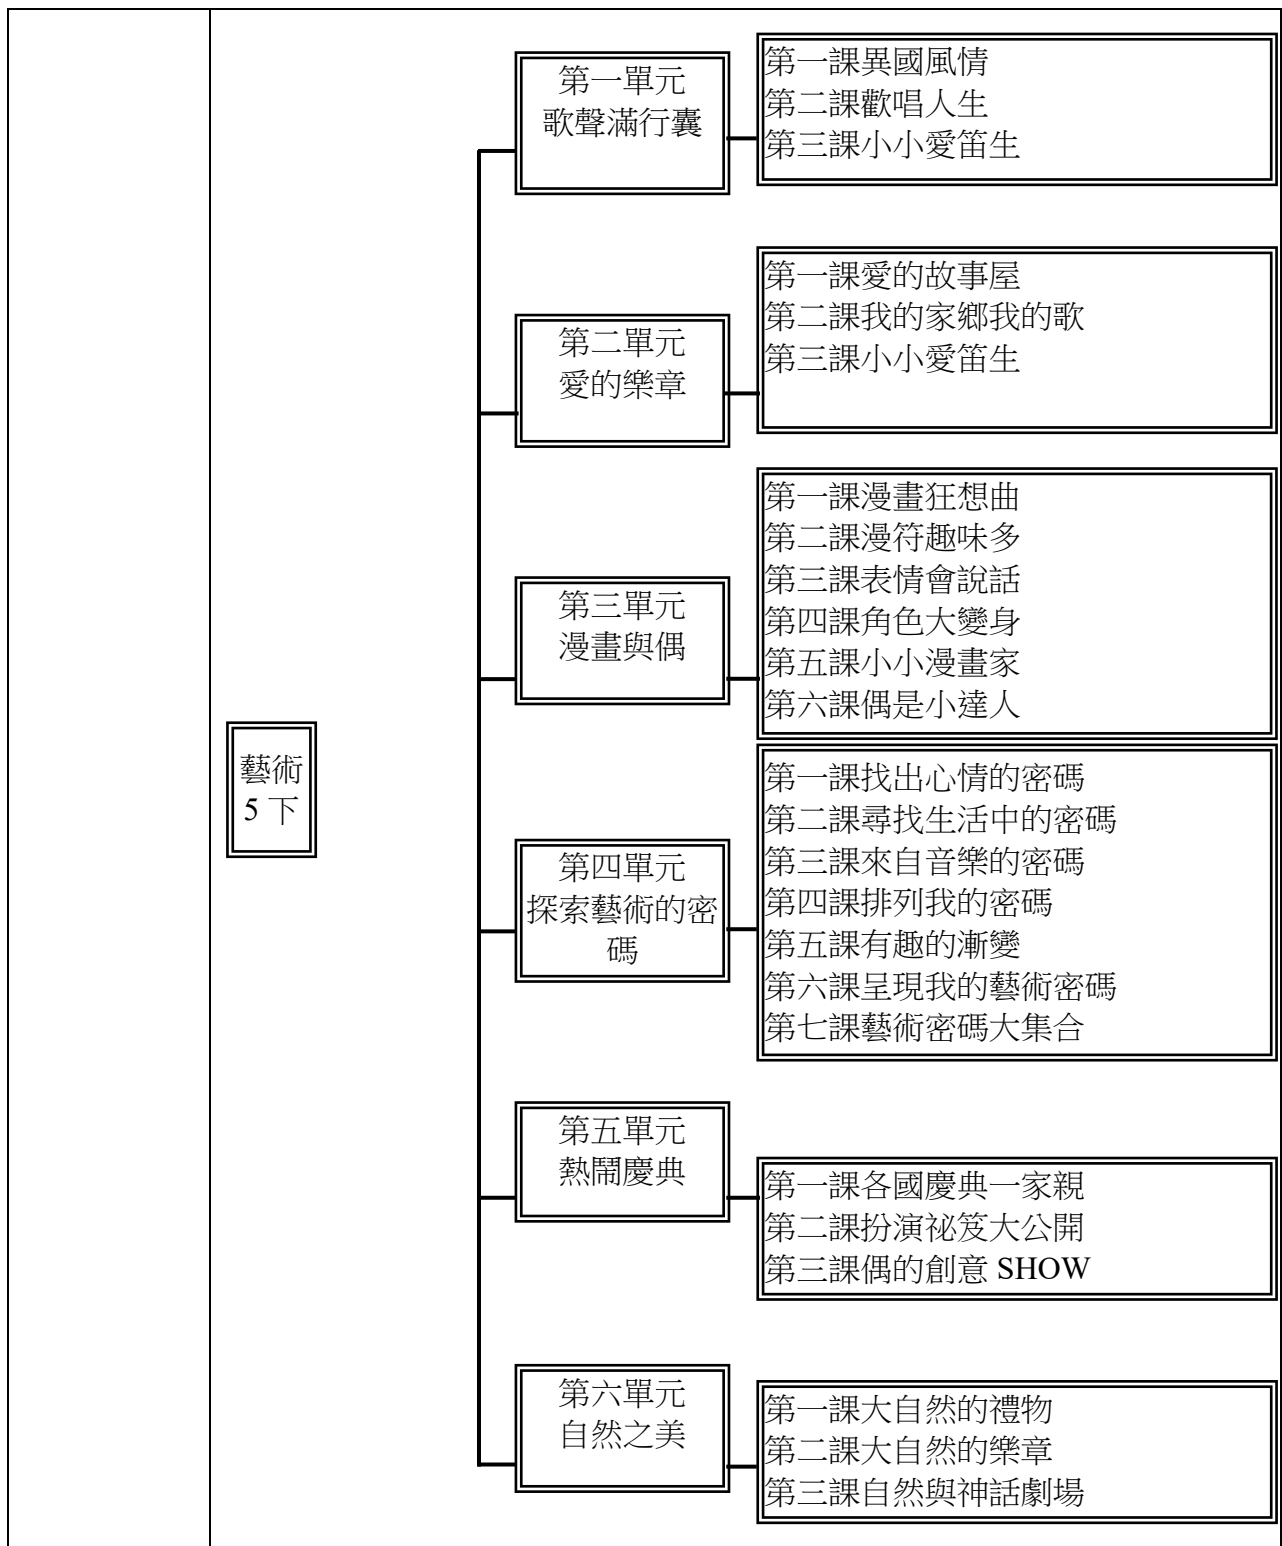 藝術
5 下
第一單元
歌聲滿行囊
第一課異國風情
第二課歡唱人生
第三課小小愛笛生
第二單元
愛的樂章
第一課愛的故事屋
第二課我的家鄉我的歌
第三課小小愛笛生
第三單元
漫畫與偶
第一課漫畫狂想曲
第二課漫符趣味多
第三課表情會說話
第四課角色大變身
第五課小小漫畫家
第六課偶是小達人
第四單元
探索藝術的密
碼
第一課找出心情的密碼
第二課尋找生活中的密碼
第三課來自音樂的密碼
第四課排列我的密碼
第五課有趣的漸變
第六課呈現我的藝術密碼
第七課藝術密碼大集合
第五單元
熱鬧慶典
第一課各國慶典一家親
第二課扮演祕笈大公開
第三課偶的創意 SHOW
第六單元
自然之美
第一課大自然的禮物
第二課大自然的樂章
第三課自然與神話劇場